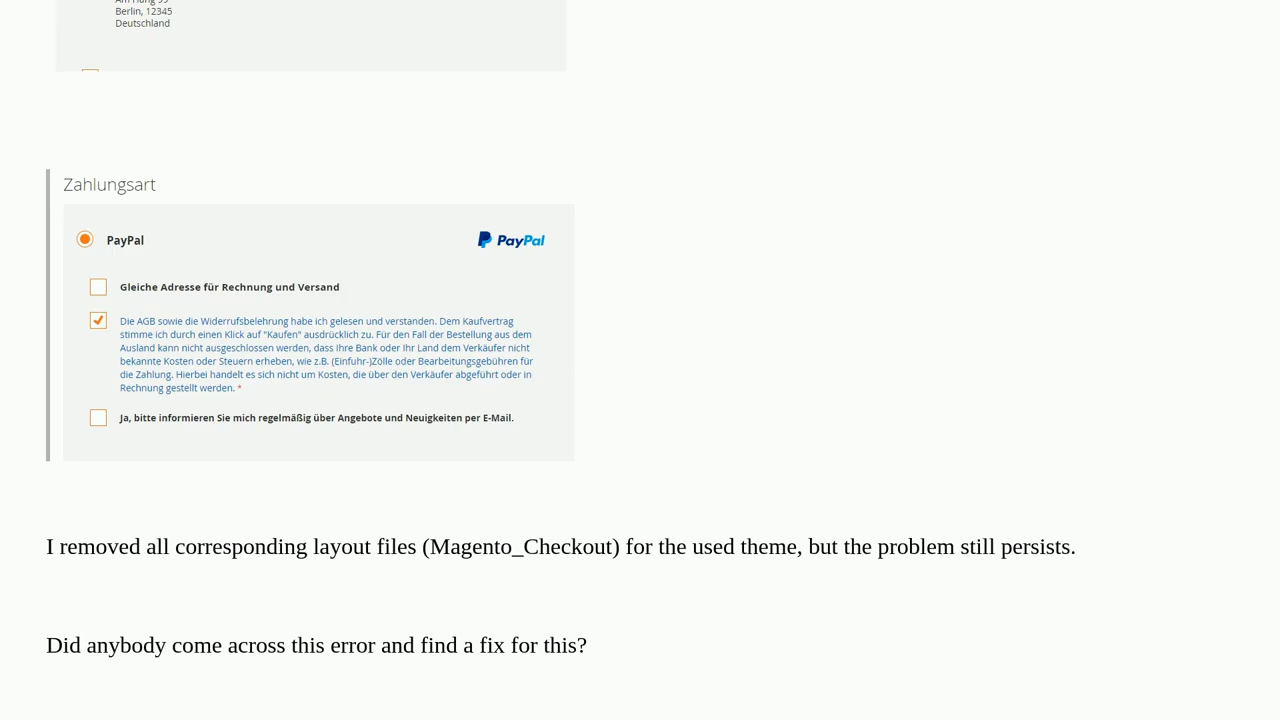 Berlin, 12345
Deutschland
Zahlungsart
PayPal
PayPal
Gleiche Adresse für Rechnung und Versand
Die AGB sowie die Widerrufsbelehrung habe ich gelesen und verstanden. Dem Kaufvertrag
stimme ich durch einen Klick auf "Kaufen" ausdrücklich zu. Für den Fall der Bestellung aus dem
Ausland kann nicht ausgeschlossen werden, dass Ihre Bank oder Ihr Land dem Verkäufer nicht
bekannte Kosten oder Steuern erheben, wie z.B. (Einfuhr-)Zölle oder Bearbeitungsgebühren für
die Zahlung. Hierbei handelt es sich nicht um Kosten, die über den Verkäufer abgeführt oder in
Rechnung gestellt werden. *
Ja, bitte informieren Sie mich regelmäßig über Angebote und Neuigkeiten per E-Mail.
I removed all corresponding layout files (Magento_Checkout) for the used theme, but the problem still persists.
Did anybody come across this error and find a fix for this?